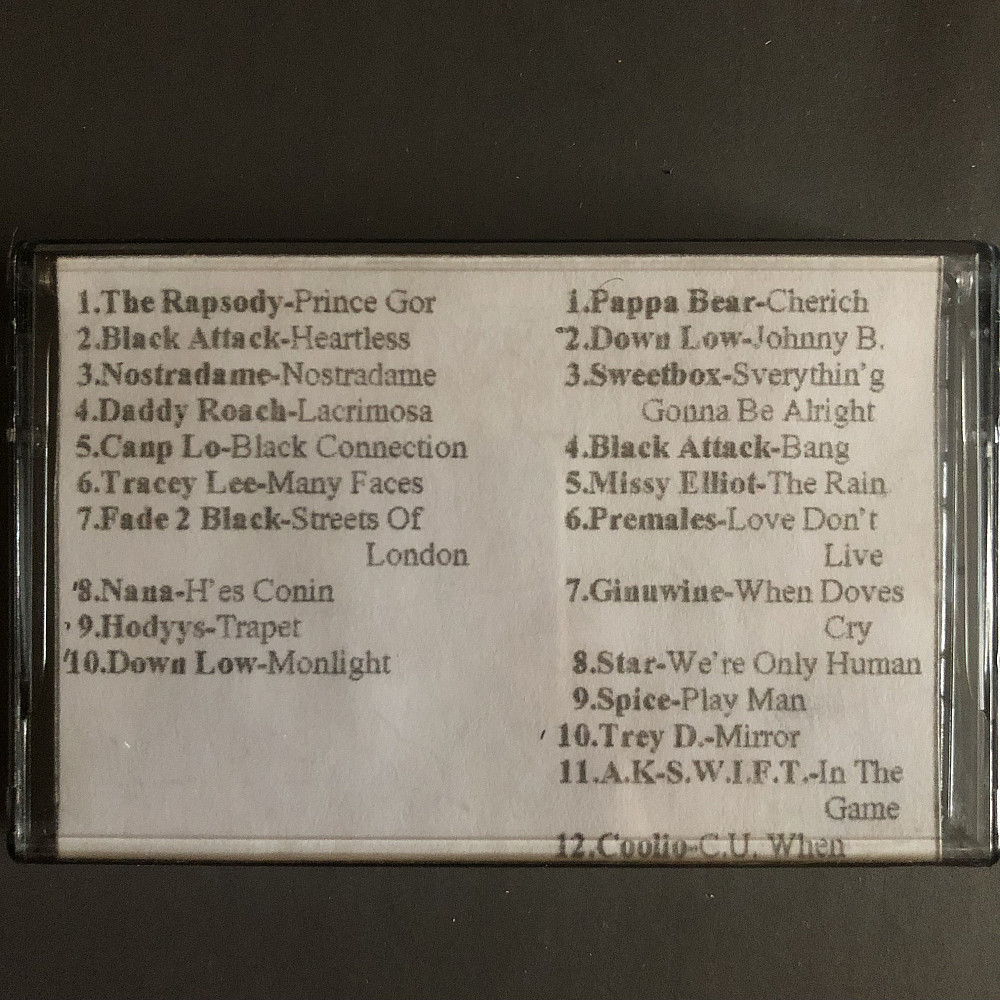 1.The Rapsody-Prince Gor
2.Black Attack-Heartless
3.Nostradame-Nostradame
4.Daddy Roach-Lacrimosa
5.Canp Lo-Black Connection
6.Tracey Lee-Many Faces
7.Fade 2 Black-Streets Of
London
8.Nana-H'es Conin
9.Hodyys-Trapet
10.Down Low-Monlight
1.Pappa Bear-Cherich
2.Down Low-Johnny B.
3.Sweetbox-Sverythin'g
Gonna Be Alright
4.Black Attack-Bang
5.Missy Elliot-The Rain
6.Premales-Love Don't
Live
7.Ginuwine-When Doves
Cry
8.Star-We're Only Human
9.Spice-Play Man
10.Trey D.-Mirror
11.A.K-S.W.I.F.T.-In The
Game
12.Coolio-C.U. When